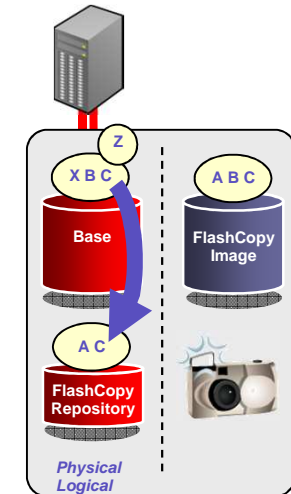 Z
X B C
A B C
Base
FlashCopy
Image
A C
FlashCopy
Repository
Physical
Logical